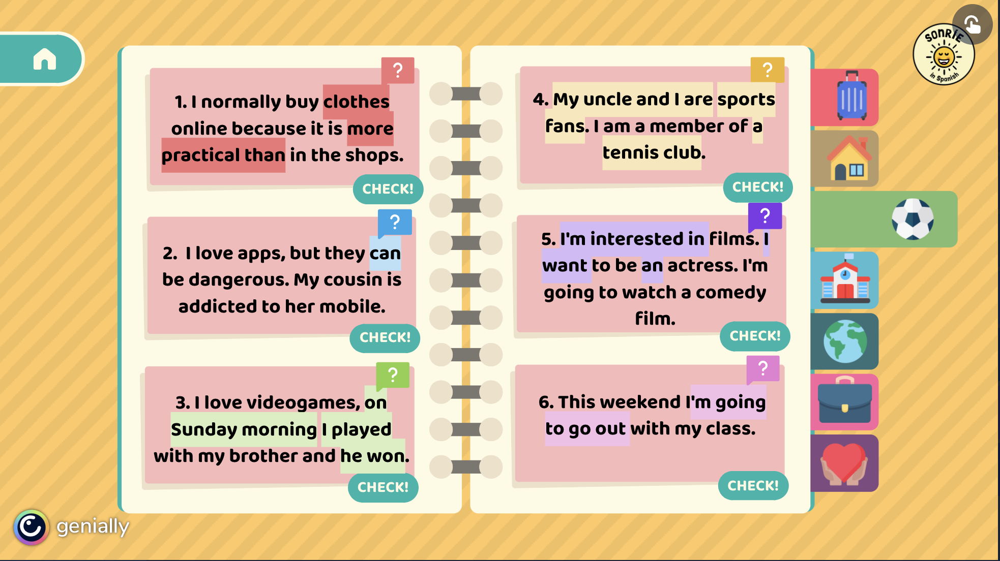 SONRÍE
in Spanish
?
1. I normally buy clothes
online because it is more
practical than in the shops.
CHECK!
?
2. I love apps, but they can
be dangerous. My cousin is
addicted to her mobile.
CHECK!
?
3. I love videogames, on
Sunday morning I played
with my brother and he won.
CHECK!
?
4. My uncle and I are sports
fans. I am a member of a
tennis club.
CHECK!
?
5. I'm interested in films. I
want to be an actress. I'm
going to watch a comedy
film.
CHECK!
?
6. This weekend I'm going
to go out with my class.
CHECK!
genially